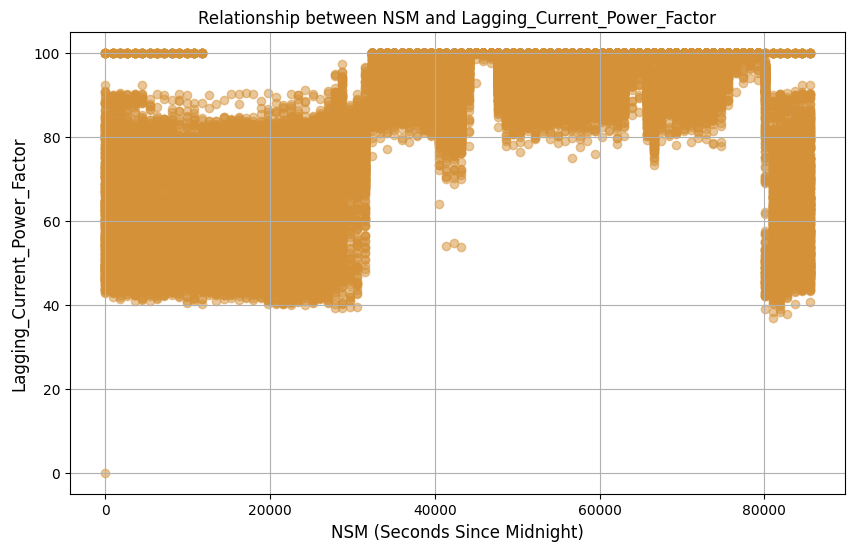 Relationship between NSM and Lagging_Current_Power_Factor
Lagging_Current_Power_Factor
100
80
60
40
20
0
0 20000 40000 60000 80000
NSM (Seconds Since Midnight)